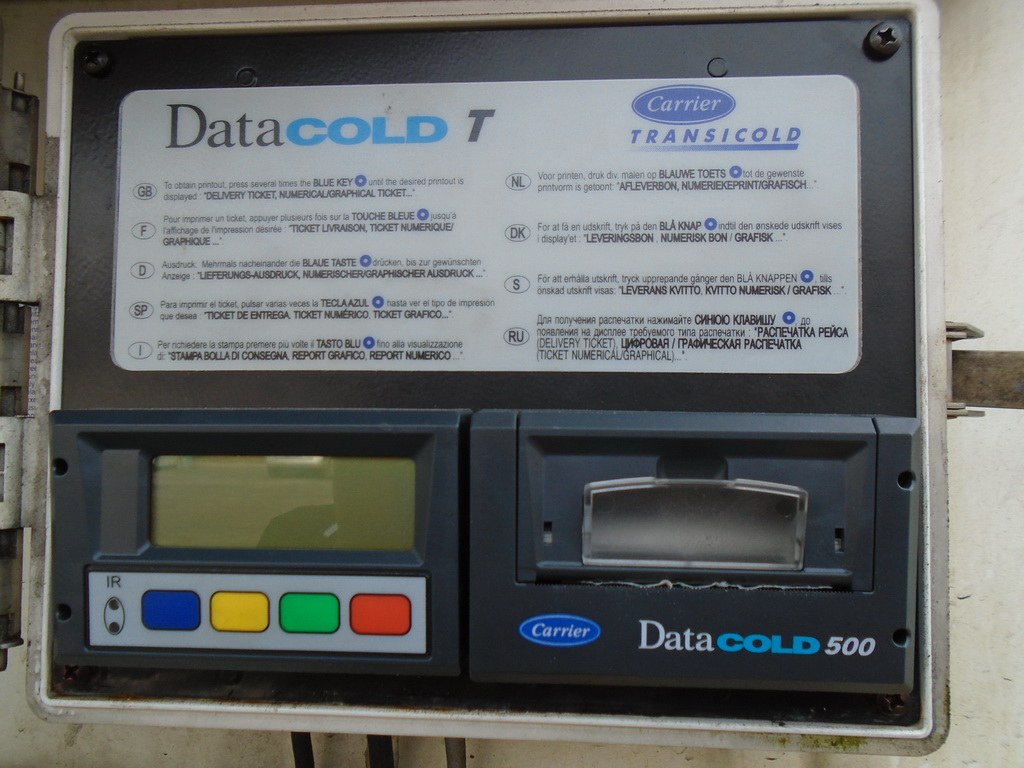 DataCOLD T
Carrier
TRANSICOLD
GB
To obtain printout, press several times the BLUE KEY until the desired printout is
displayed : "DELIVERY TICKET, NUMERICAL/GRAPHICAL TICKET...".
F
Pour imprimer un ticket, appuyer plusieurs fois sur la TOUCHE BLEUE jusqu'à
l'affichage de l'impression désirée : "TICKET LIVRAISON, TICKET NUMERIQUE/
GRAPHIQUE ...".
D
Ausdruck: Mehrmals nacheinander die BLAUE TASTE drücken, bis zur gewünschten
Anzeige : "LIEFERUNGS-AUSDRUCK, NUMERISCHER/GRAPHISCHER AUSDRUCK ..."
SP
Para imprimir el ticket, pulsar varias veces la TECLA AZUL hasta ver el tipo de impresión
que desea : "TICKET DE ENTREGA, TICKET NUMÉRICO, TICKET GRAFICO...".
I
Per richiedere la stampa premere più volte il TASTO BLU fino alla visualizzazione
di: "STAMPA BOLLA DI CONSEGNA, REPORT GRAFICO, REPORT NUMERICO ...".
NL
Voor printen, druk div. malen op BLAUWE TOETS tot de gewenste
printvorm is getoont: "AFLEVERBON, NUMERIEKEPRINT/GRAFISCH...".
DK
For at få en udskrift, tryk på den BLÅ KNAP indtil den ønskede udskrift vises
i display'et : "LEVERINGSBON , NUMERISK BON / GRAFISK ...".
S
För att erhålla utskrift, tryck upprepande gånger den BLÅ KNAPPEN , tills
önskad utskrift visas: "LEVERANS KVITTO, KVITTO NUMERISK / GRAFISK ...".
RU
Для получения распечатки нажимайте СИНЮЮ КЛАВИШУ до
появления на дисплее требуемого типа распечатки : "РАСПЕЧАТКА РЕЙСА
(DELIVERY TICKET), ЦИФРОВАЯ / ГРАФИЧЕСКАЯ РАСПЕЧАТКА
(TICKET NUMERICAL/GRAPHICAL)...".
IR
Carrier
DataCOLD 500